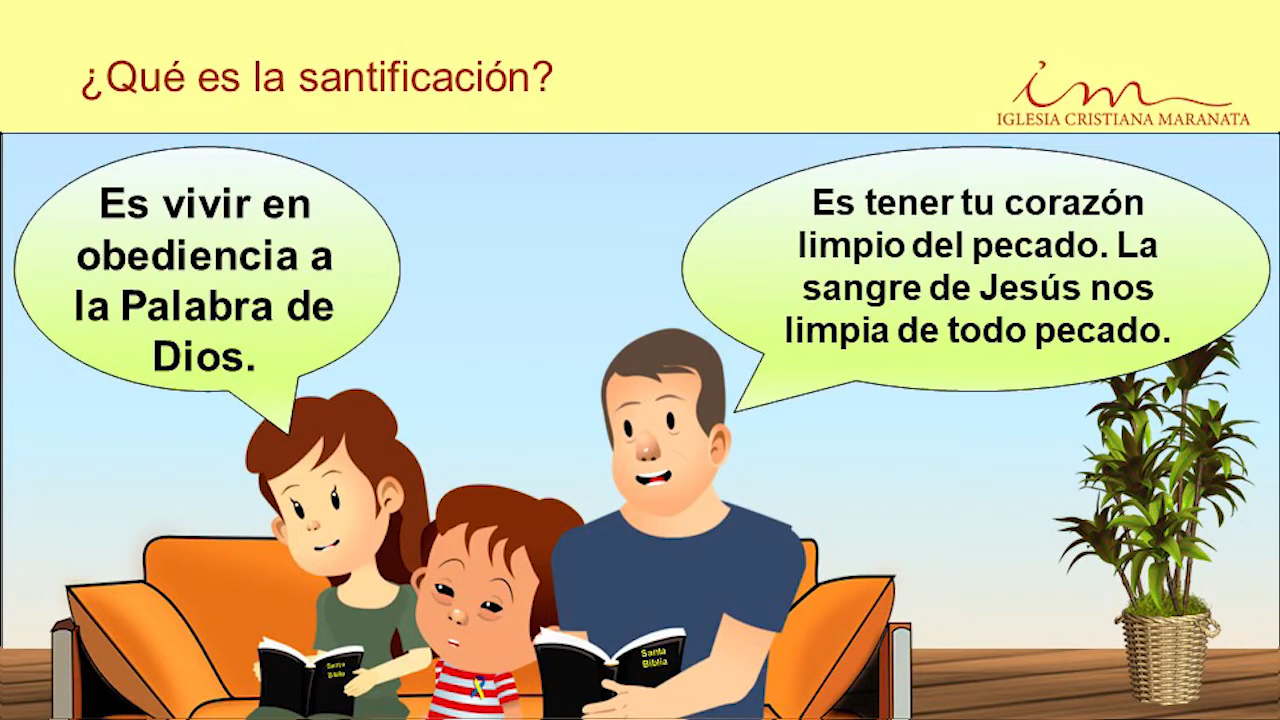 ¿Qué es la santificación?
IGLESIA CRISTIANA MARANATA
Es vivir en
obediencia a
la Palabra de
Dios.
Es tener tu corazón
limpio del pecado. La
sangre de Jesús nos
limpia de todo pecado.
Santa
Biblia
Santa
Biblia